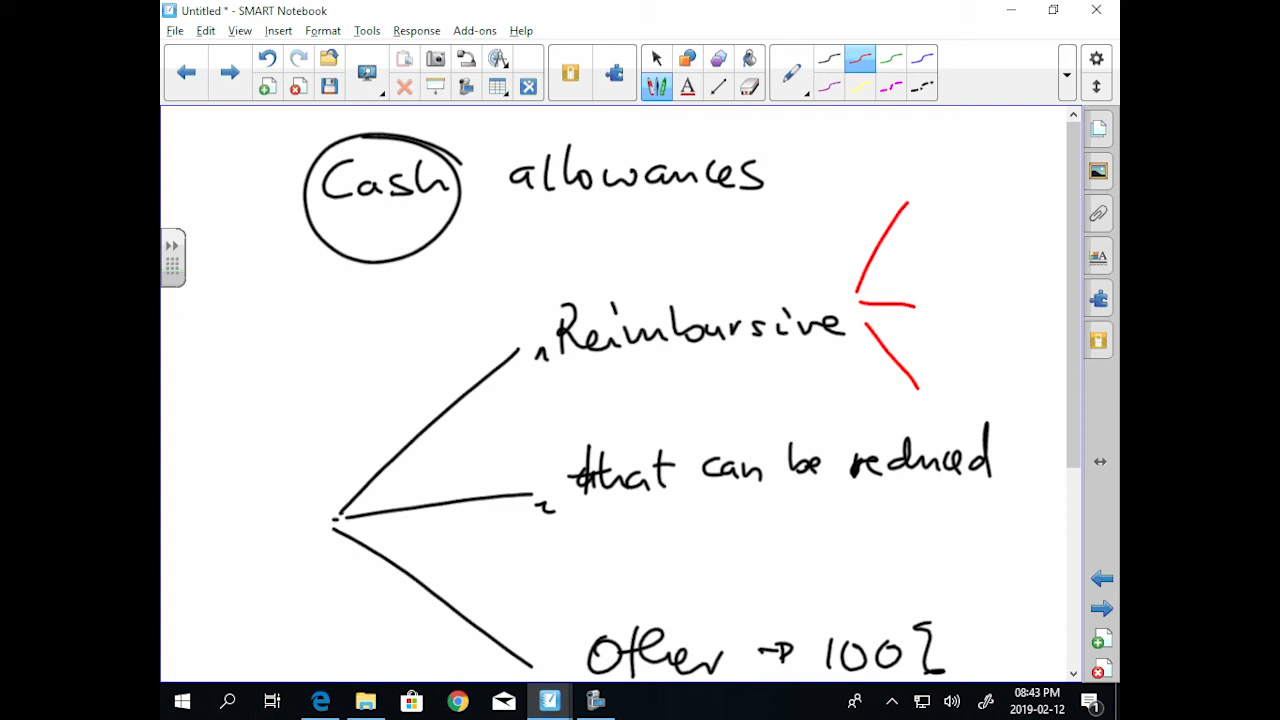 Untitled * - SMART Notebook
File Edit View Insert Format Tools Response Add-ons Help
Cash allowances
1 Reimbursive
2 that can be reduced
Other → 100
08:43 PM
2019-02-12
1